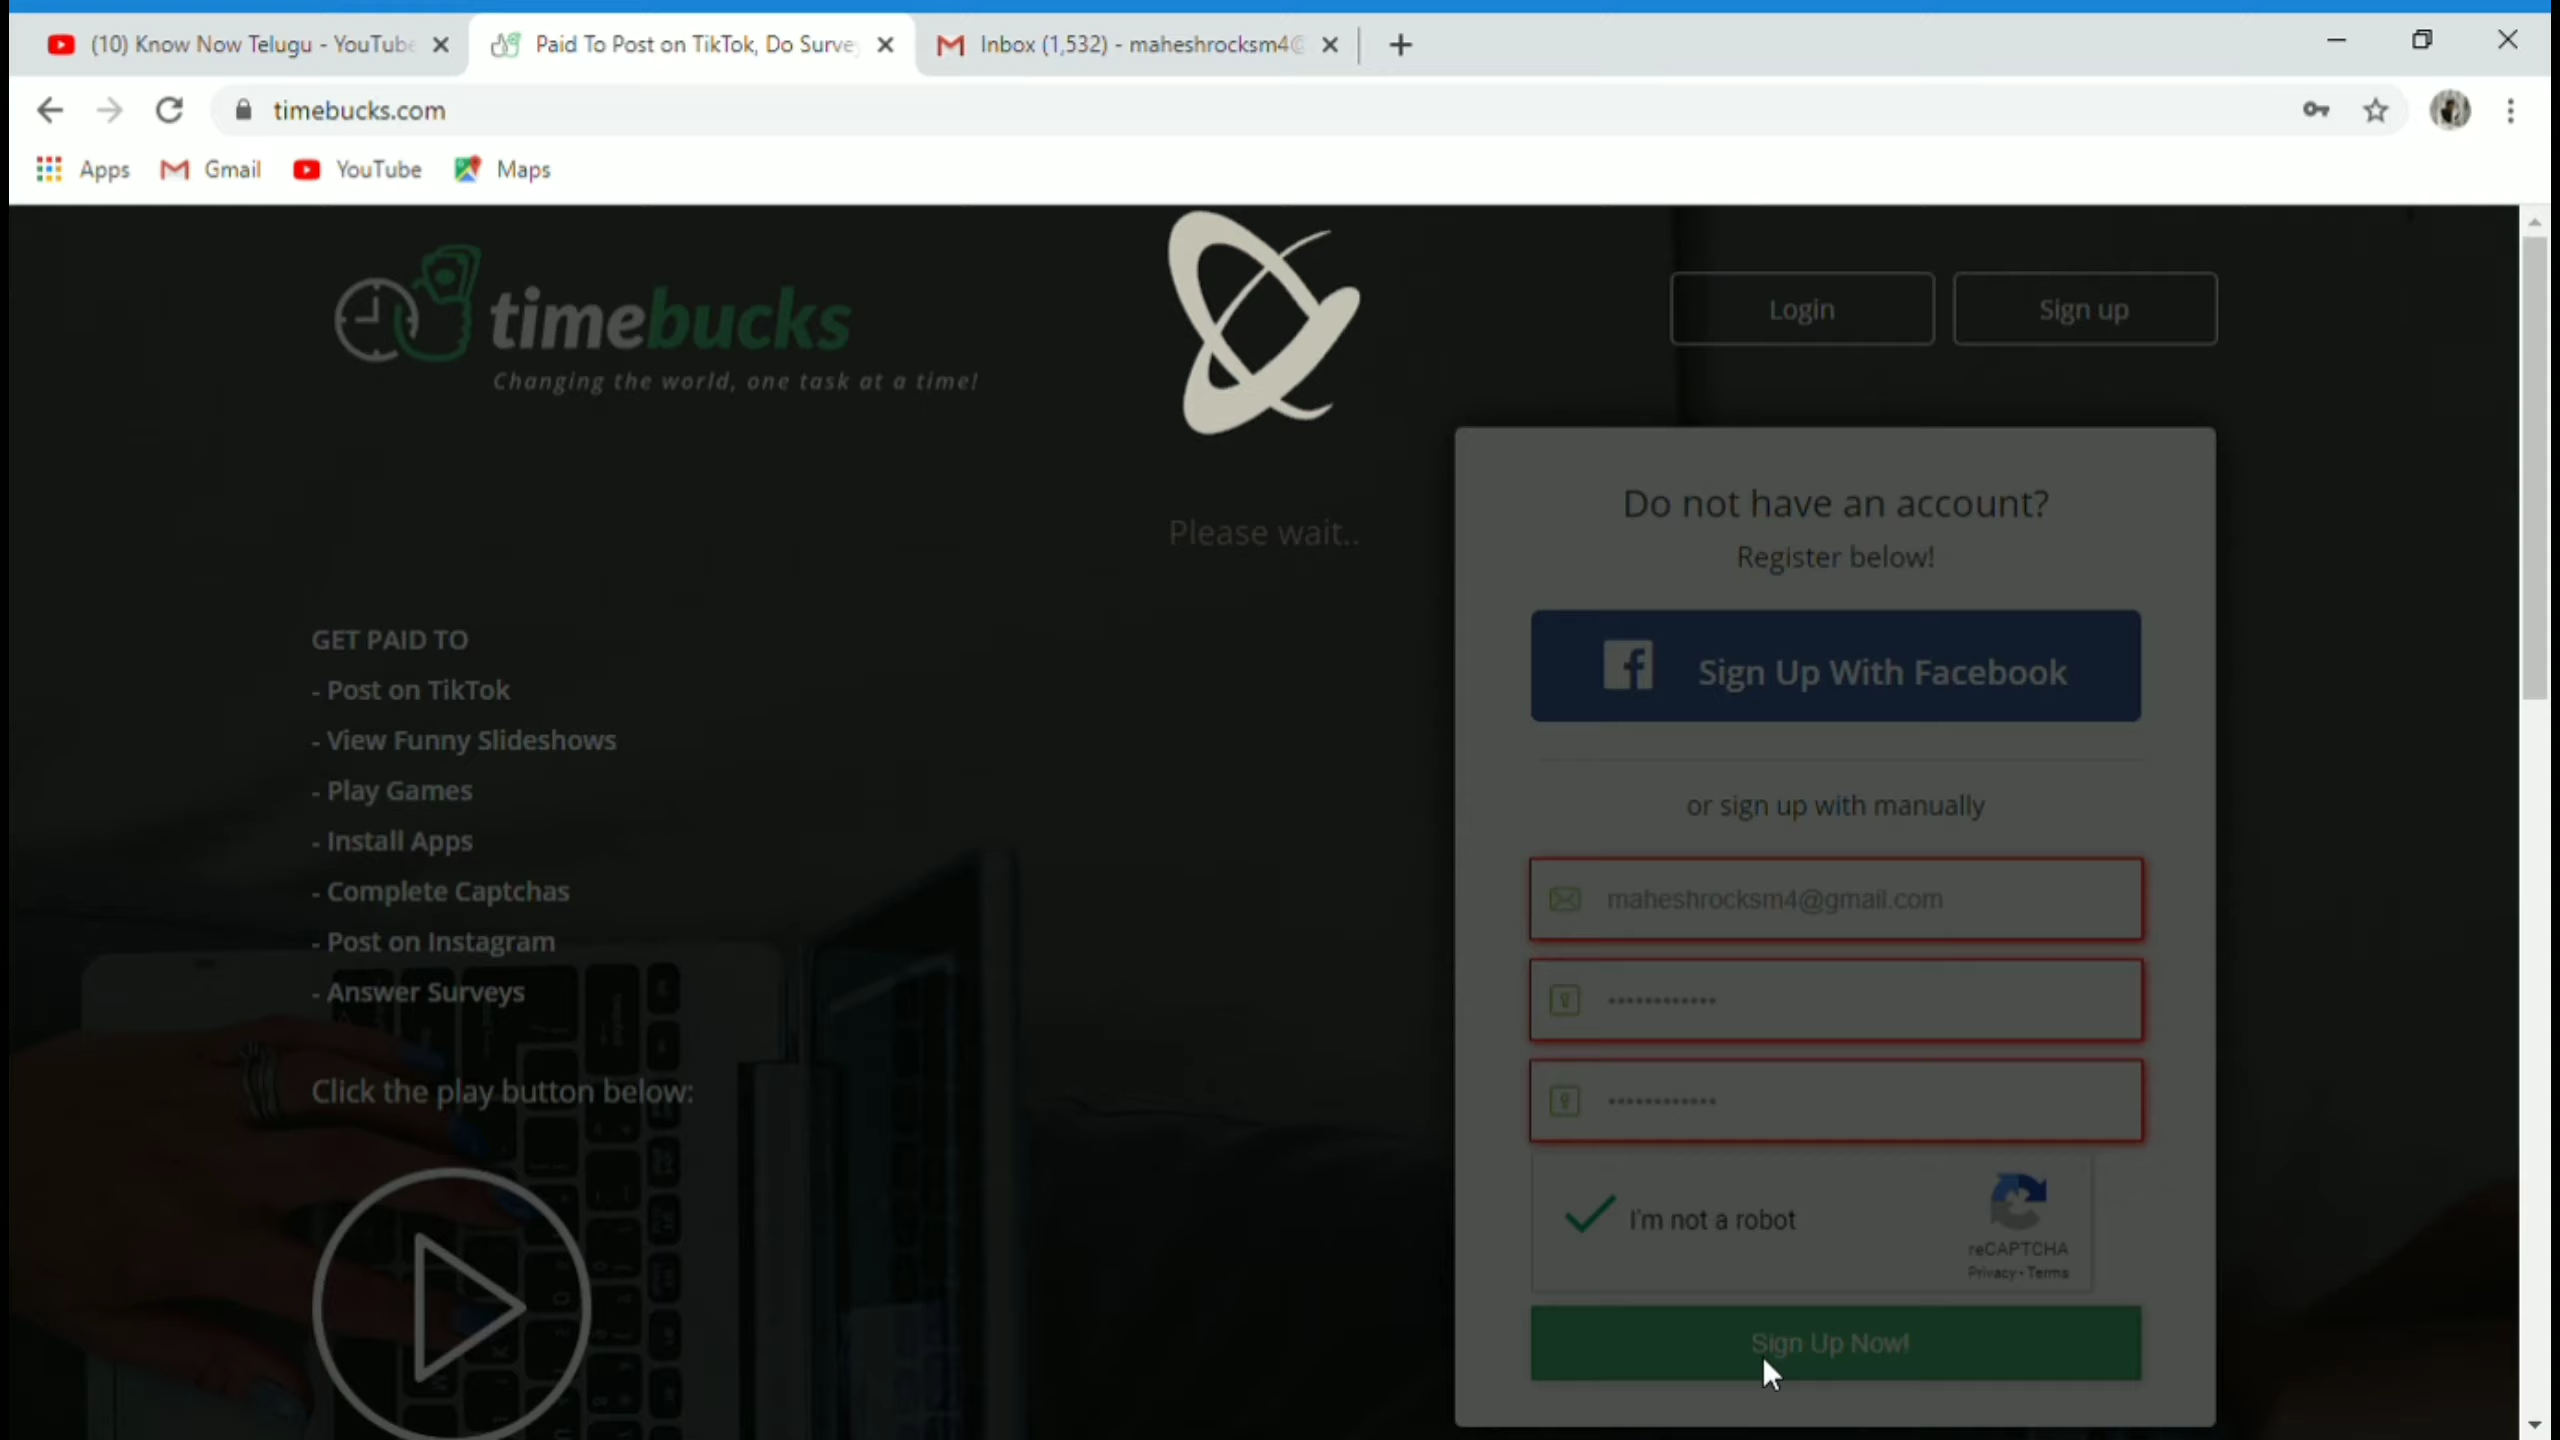 (10) Know Now Telugu - YouTube
Paid To Post on TikTok, Do Surve
Inbox (1,532) - maheshrocksm4@
timebucks.com
Apps
Gmail
YouTube
Maps
timebucks
Changing the world, one task at a time!
Login
Sign up
Please wait..
Do not have an account?
Register below!
Sign Up With Facebook
or sign up with manually
maheshrocksm4@gmail.com
I'm not a robot
reCAPTCHA
Privacy - Terms
Sign Up Now!
GET PAID TO
- Post on TikTok
- View Funny Slideshows
- Play Games
- Install Apps
- Complete Captchas
- Post on Instagram
- Answer Surveys
Click the play button below: